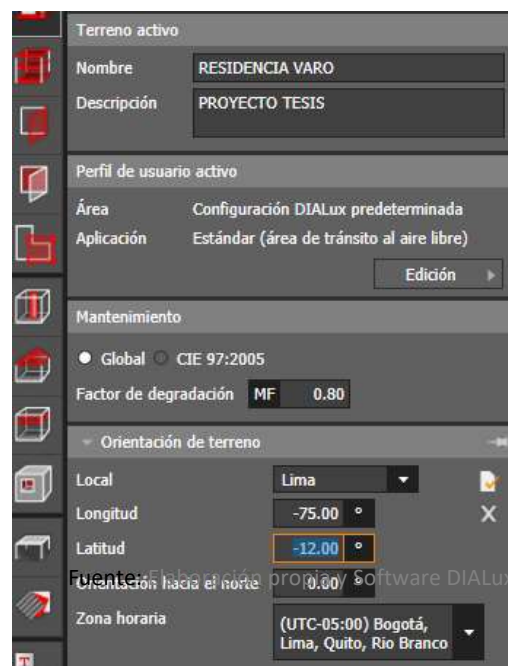 Terreno activo
Nombre RESIDENCIA VARO
Descripción PROYECTO TESIS
Perfil de usuario activo
Área Configuración DIALux predeterminada
Aplicación Estándar (área de tránsito al aire libre)
Edición
Mantenimiento
Global CIE 97:2005
Factor de degradación MF 0.80
Orientación de terreno
Local Lima
Longitud -75.00 °
Latitud -12.00 °
Orientación hacia el norte 0.00 °
Fuente: Elaboración propia y Software DIALux
Zona horaria (UTC-05:00) Bogotá,
Lima, Quito, Rio Branco
T